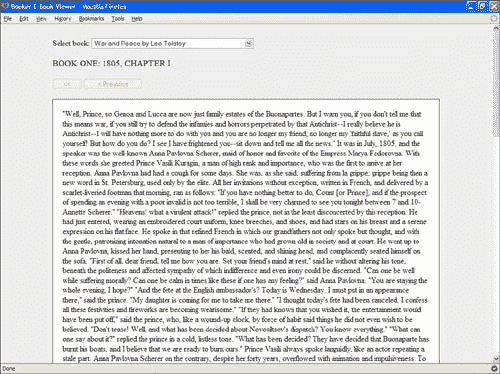 Booker I Book Viewer - Mozilla Firefox
File Edit View History Bookmarks Tools Help
Select book: War and Peace by Leo Tolstoy
BOOK ONE: 1805, CHAPTER I
<< < Previous
"Well, Prince, so Genoa and Lucca are now just family estates of the Buonapartes. But I warn you, if you don't tell me that
this means war, if you still try to defend the infamies and horrors perpetrated by that Antichrist--I really believe he is
Antichrist--I will have nothing more to do with you and you are no longer my friend, no longer my 'faithful slave,' as you call
yourself! But how do you do? I see I have frightened you--sit down and tell me all the news." It was in July, 1805, and the
speaker was the well-known Anna Pavlovna Scherer, maid of honor and favorite of the Empress Marya Fedorovna. With
these words she greeted Prince Vasili Kuragin, a man of high rank and importance, who was the first to arrive at her
reception. Anna Pavlovna had had a cough for some days. She was, as she said, suffering from la grippe; grippe being then a
new word in St. Petersburg, used only by the elite. All her invitations without exception, written in French, and delivered by a
scarlet-liveried footman that morning, ran as follows: "If you have nothing better to do, Count [or Prince], and if the prospect
of spending an evening with a poor invalid is not too terrible, I shall be very charmed to see you tonight between 7 and 10-
Annette Scherer." "Heavens! what a virulent attack!" replied the prince, not in the least disconcerted by this reception. He
had just entered, wearing an embroidered court uniform, knee breeches, and shoes, and had stars on his breast and a serene
expression on his flat face. He spoke in that refined French in which our grandfathers not only spoke but thought, and with
the gentle, patronizing intonation natural to a man of importance who had grown old in society and at court. He went up to
Anna Pavlovna, kissed her hand, presenting to her his bald, scented, and shining head, and complacently seated himself on
the sofa. "First of all, dear friend, tell me how you are. Set your friend's mind at rest," said he without altering his tone,
beneath the politeness and affected sympathy of which indifference and even irony could be discerned. "Can one be well
while suffering morally? Can one be calm in times like these if one has any feeling?" said Anna Pavlovna. "You are staying the
whole evening, I hope?" "And the fete at the English ambassador's? Today is Wednesday. I must put in an appearance
there," said the prince. "My daughter is coming for me to take me there." "I thought today's fete had been canceled. I confess
all these festivities and fireworks are becoming wearisome." "If they had known that you wished it, the entertainment would
have been put off," said the prince, who, like a wound-up clock, by force of habit said things he did not even wish to be
believed. "Don't tease! Well, and what has been decided about Novosiltsev's dispatch? You know everything." "What can
one say about it?" replied the prince in a cold, listless tone. "What has been decided? They have decided that Buonaparte has
burnt his boats, and I believe that we are ready to burn ours." Prince Vasili always spoke languidly, like an actor repeating a
stale part. Anna Pavlovna Scherer on the contrary, despite her forty years, overflowed with animation and impulsiveness. To
Done